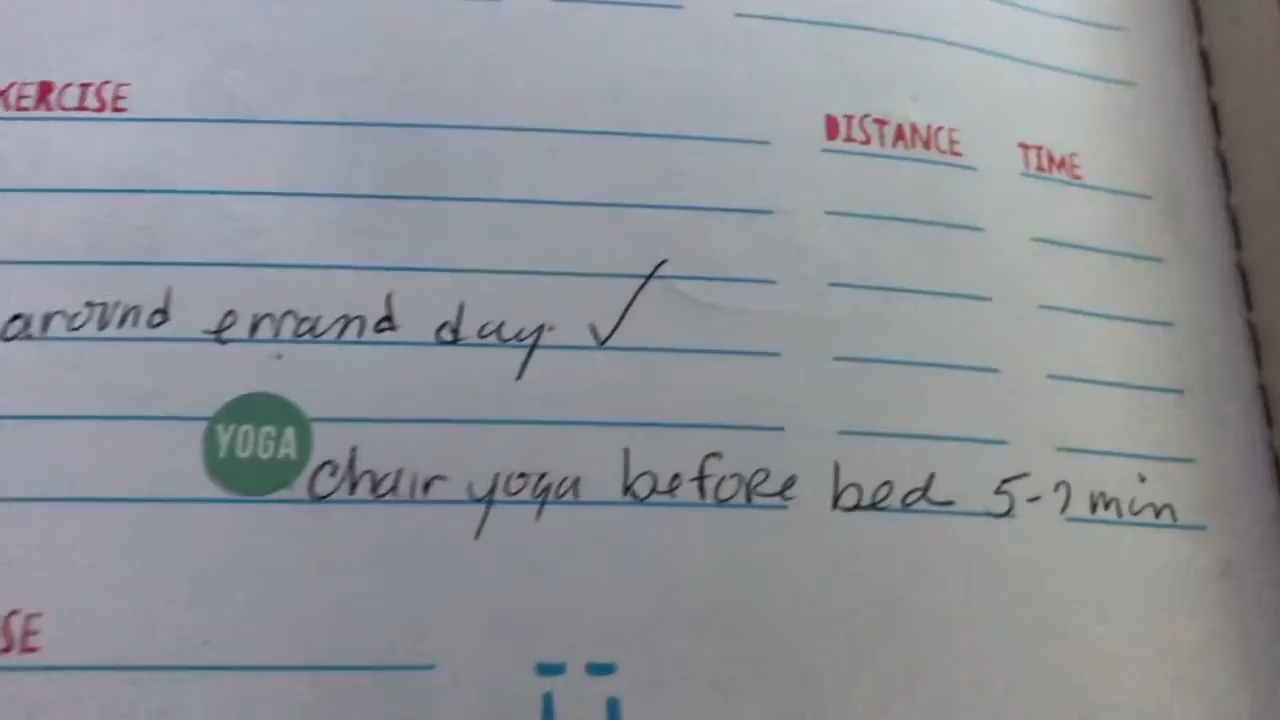 XERCISE
DISTANCE TIME
around errand day. ✓
YOGA chair yoga before bed 5-7 min
SE